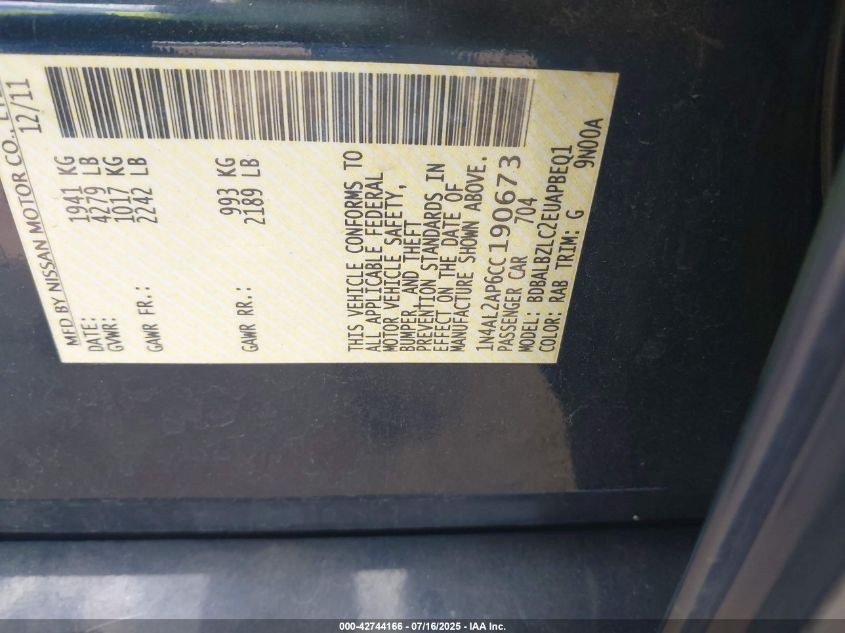 MFD BY NISSAN MOTOR CO.,
DATE: 12/11
GVWR: 1941 KG
4279 LB
GAWR FR.: 1017 KG
2242 LB
GAWR RR.: 993 KG
2189 LB
THIS VEHICLE CONFORMS TO
ALL APPLICABLE FEDERAL
MOTOR VEHICLE SAFETY,
BUMPER, AND THEFT
PREVENTION STANDARDS IN
EFFECT ON THE DATE OF
MANUFACTURE SHOWN ABOVE.
1N4AL2AP6CC190673
PASSENGER CAR 704
MODEL: BDBALBZLC2EUAPBEQ1
COLOR: RAB TRIM: G 9N00A
000-42744166 - 07/16/2025 - IAA Inc.